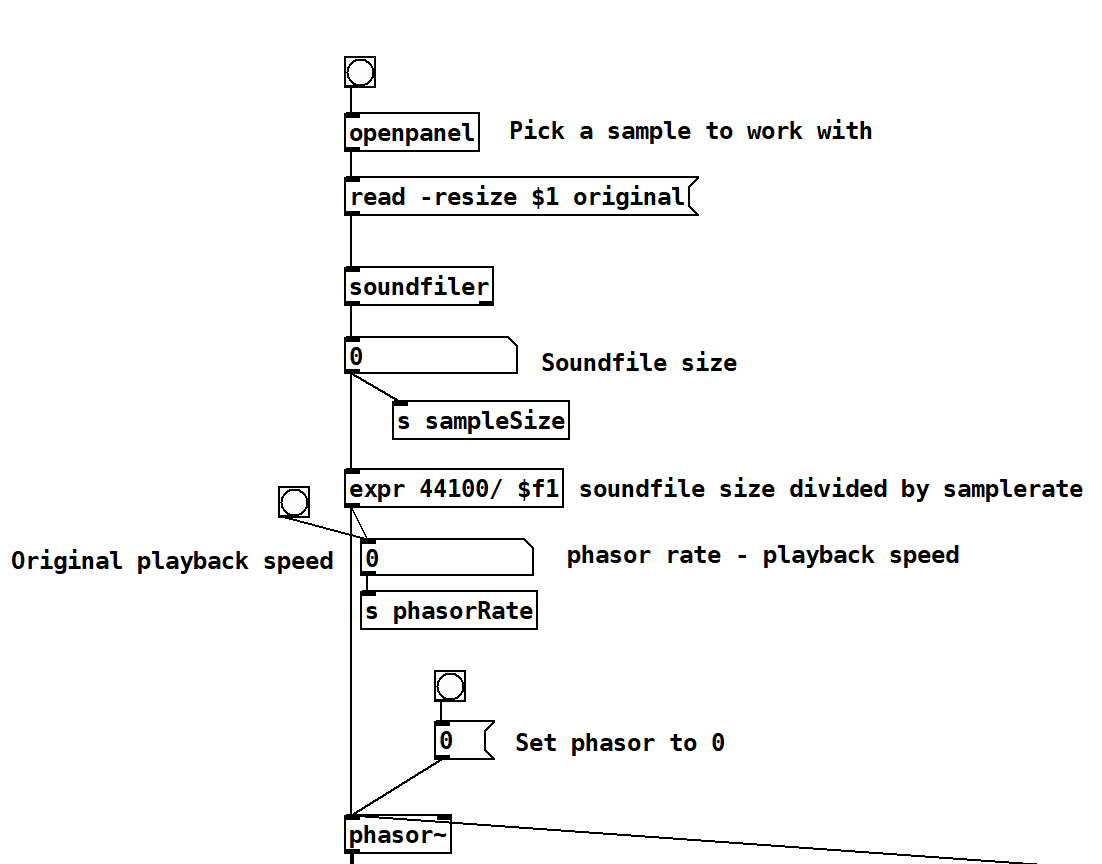 openpanel
Pick a sample to work with
read -resize $1 original
soundfiler
0
Soundfile size
s sampleSize
expr 44100/ $f1
soundfile size divided by samplerate
0
Original playback speed
phasor rate - playback speed
s phasorRate
0
Set phasor to 0
phasor~